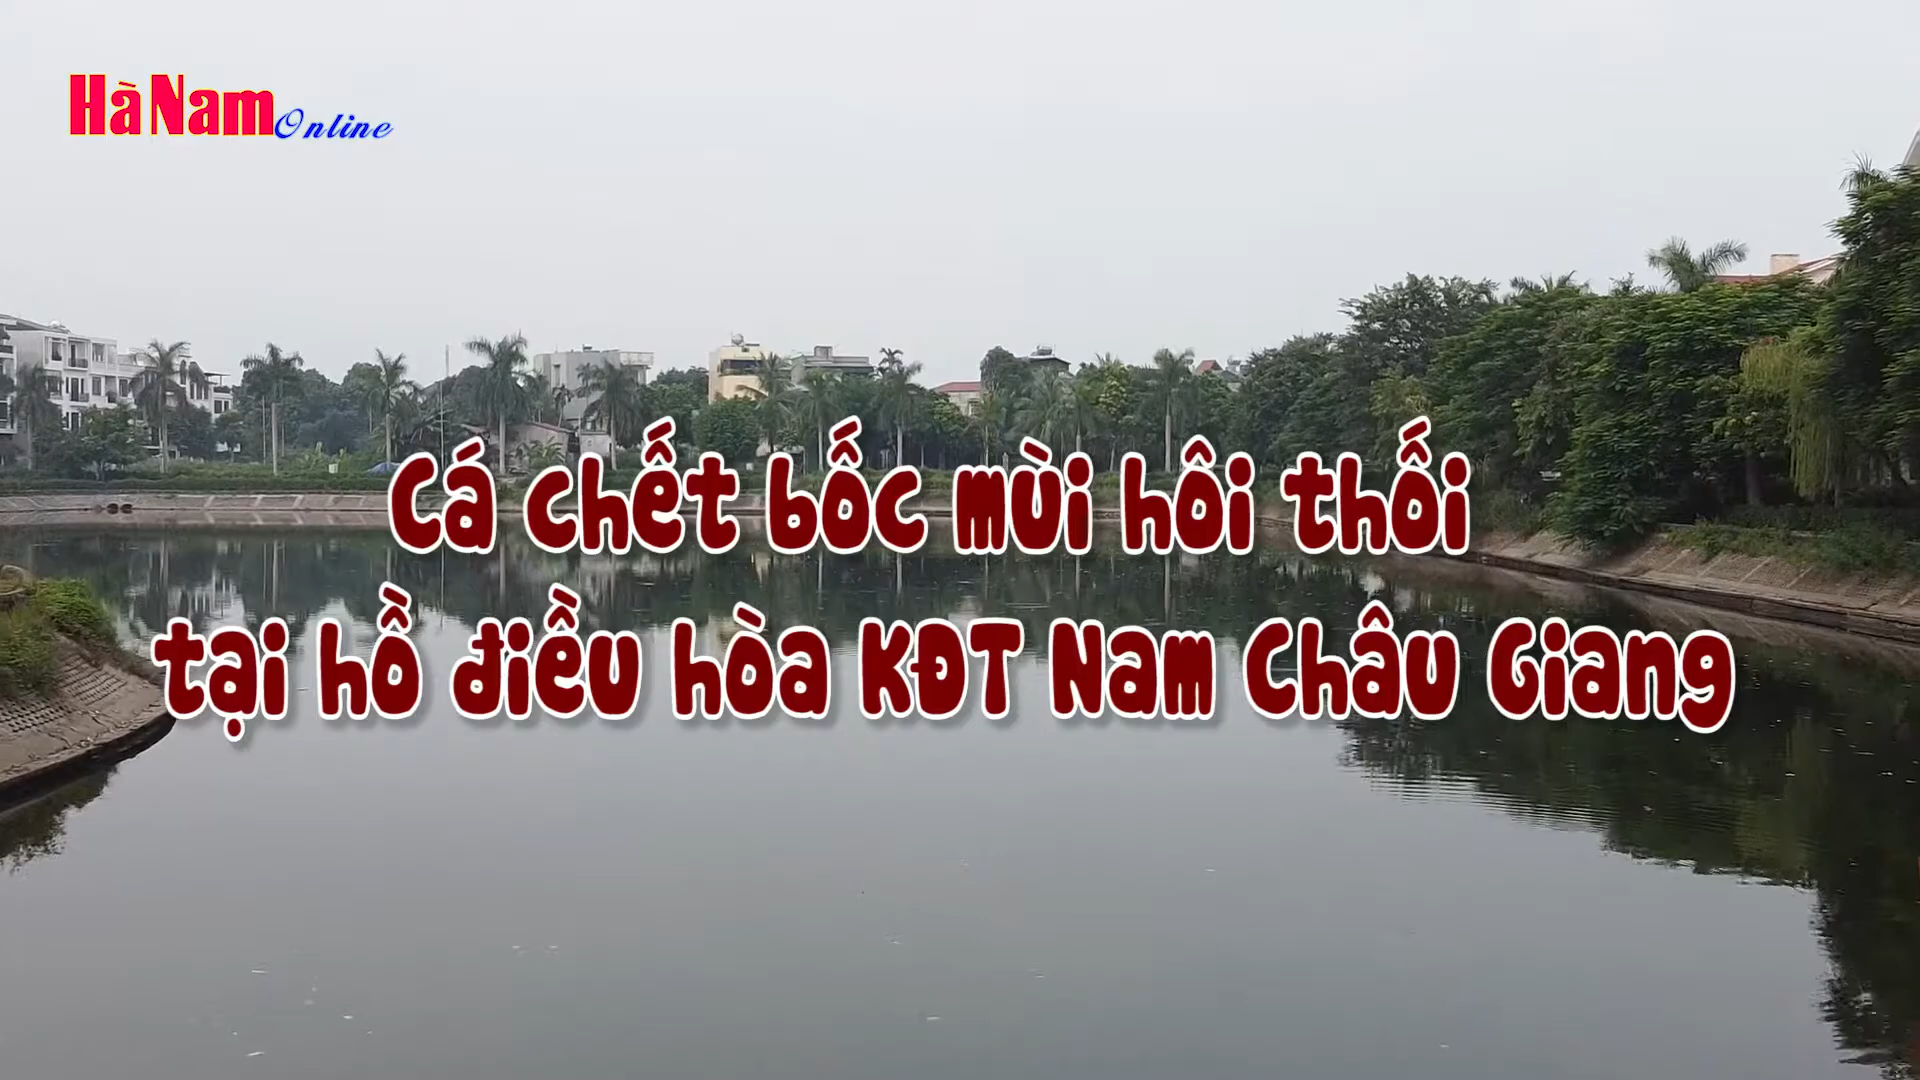 Hà Nam Online
Cá chết bốc mùi hôi thối
tại hồ điều hòa KĐT Nam Châu Giang